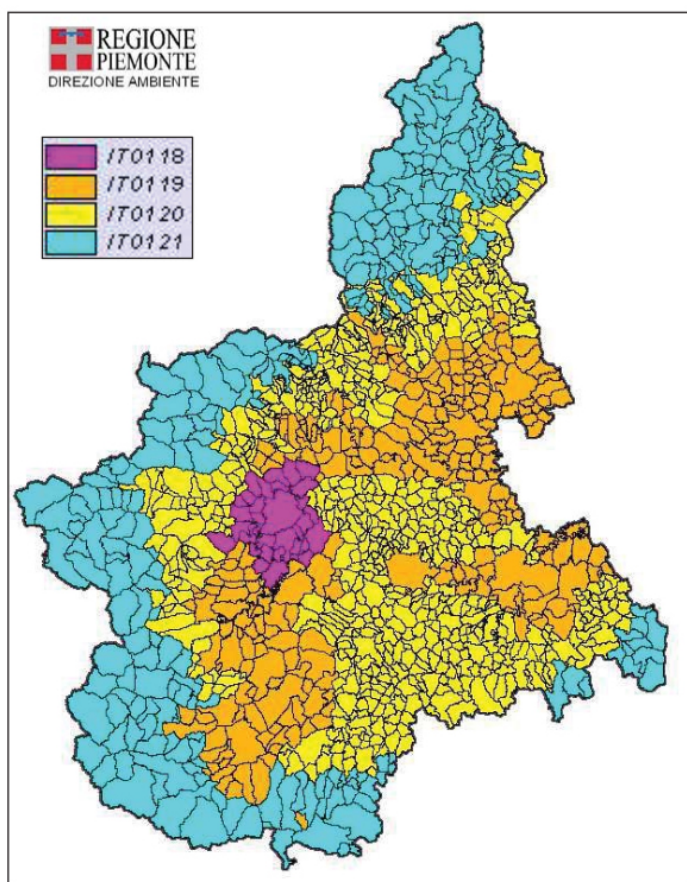 REGIONE
PIEMONTE
DIREZIONE AMBIENTE
IT0118
IT0119
IT0120
IT0121